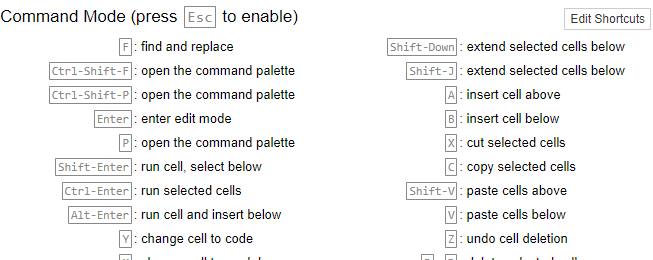 Command Mode (press Esc to enable)
Edit Shortcuts
F : find and replace
Ctrl-Shift-F : open the command palette
Ctrl-Shift-P : open the command palette
Enter : enter edit mode
P : open the command palette
Shift-Enter : run cell, select below
Ctrl-Enter : run selected cells
Alt-Enter : run cell and insert below
Y : change cell to code
Shift-Down : extend selected cells below
Shift-J : extend selected cells below
A : insert cell above
B : insert cell below
X : cut selected cells
C : copy selected cells
Shift-V : paste cells above
V : paste cells below
Z : undo cell deletion